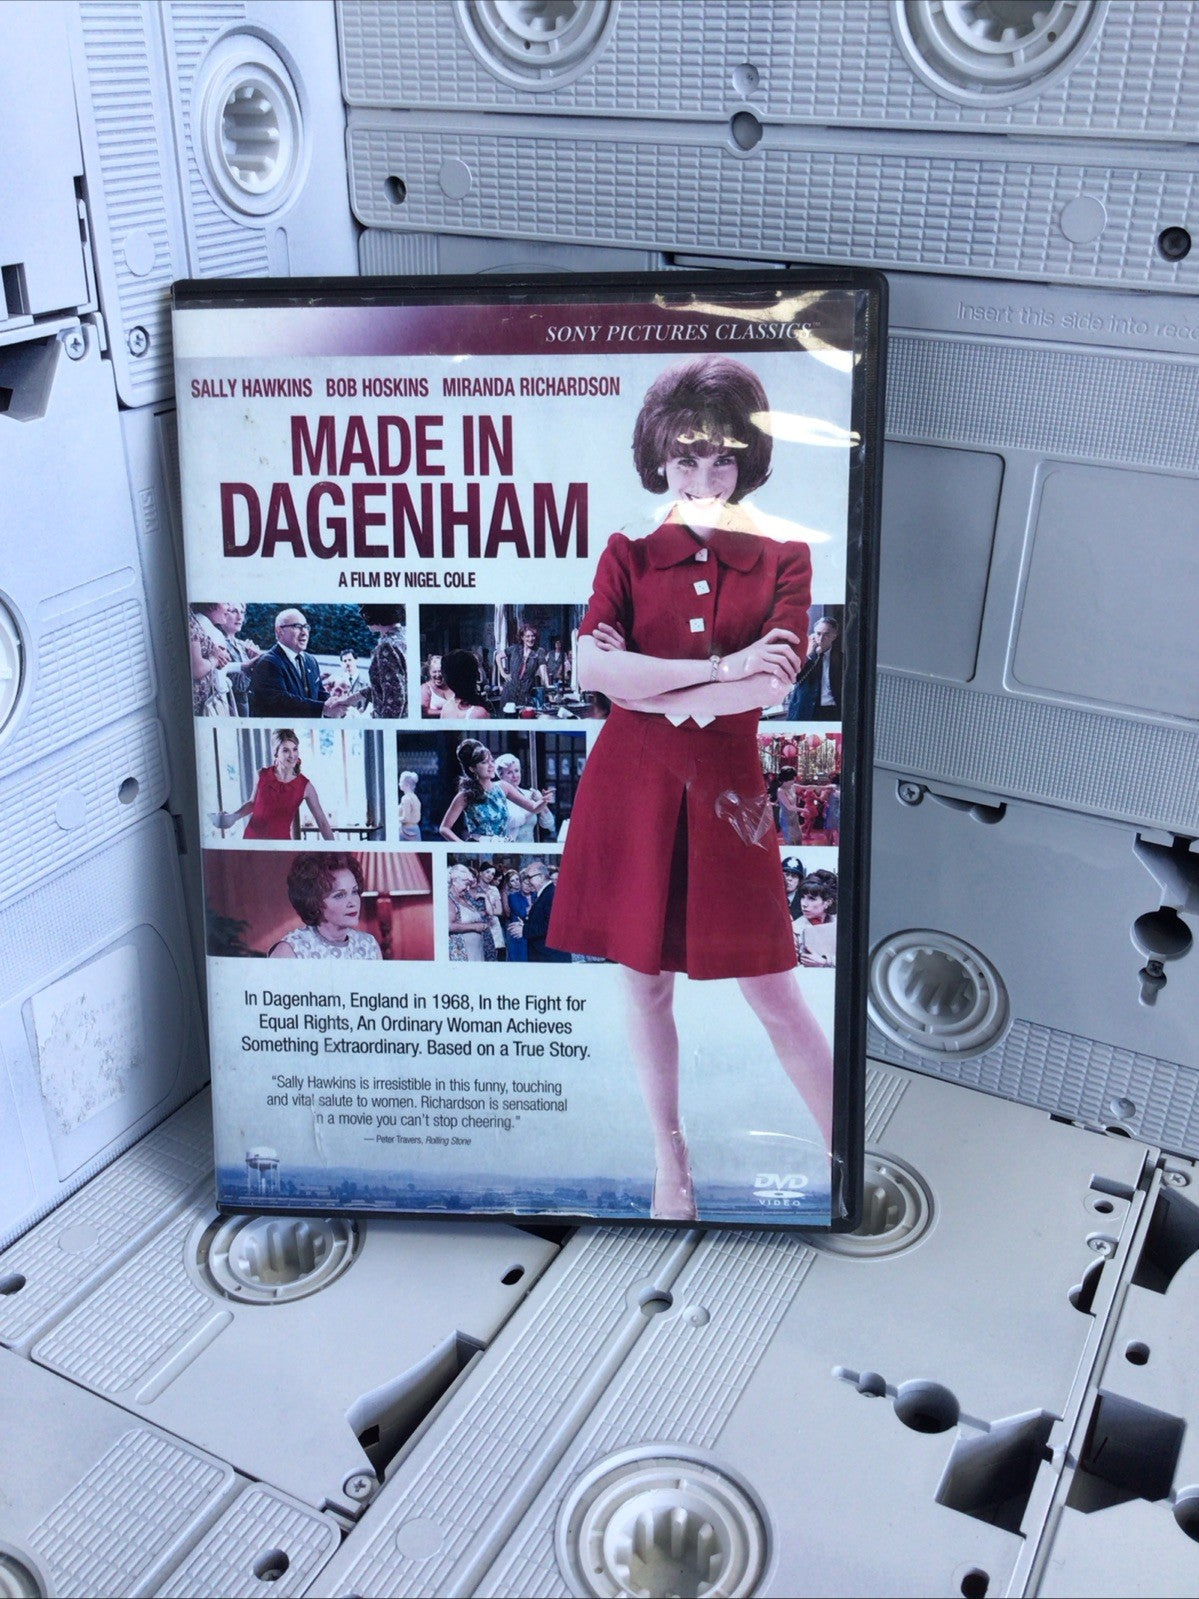 Insert this side into
SONY PICTURES CLASSICS™
SALLY HAWKINS BOB HOSKINS MIRANDA RICHARDSON
MADE IN
DAGENHAM
A FILM BY NIGEL COLE
In Dagenham, England in 1968, In the Fight for
Equal Rights, An Ordinary Woman Achieves
Something Extraordinary. Based on a True Story.
“Sally Hawkins is irresistible in this funny, touching
and vital salute to women. Richardson is sensational
in a movie you can’t stop cheering.”
— Peter Travers, Rolling Stone
DVD
VIDEO